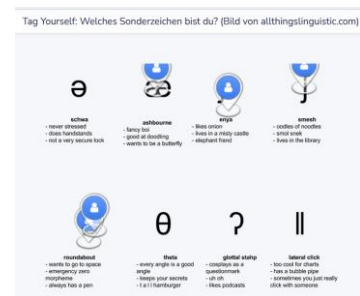 Tag Yourself: Welches Sonderzeichen bist du? (Bild von allthingslinguistic.com)
ə
schwa
- never stressed
- does handstands
- not a very secure lock
æ
ashbourne
- fancy boi
- good at doodling
- wants to be a butterfly
enya
- likes onion
- lives in a misty castle
- elephant friend
smesh
- oodles of noodles
- smol snek
- lives in the library
roundabout
- wants to go to space
- emergency zero
morpheme
- always has a pen
θ
theta
- every angle is a good
angle
- keeps your secrets
- t a l l hamburger
ʔ
glottal stahp
- cosplays as a
questionmark
- uh oh
- likes podcasts
ǁ
lateral click
- too cool for charts
- has a bubble pipe
- sometimes you just really
click with someone